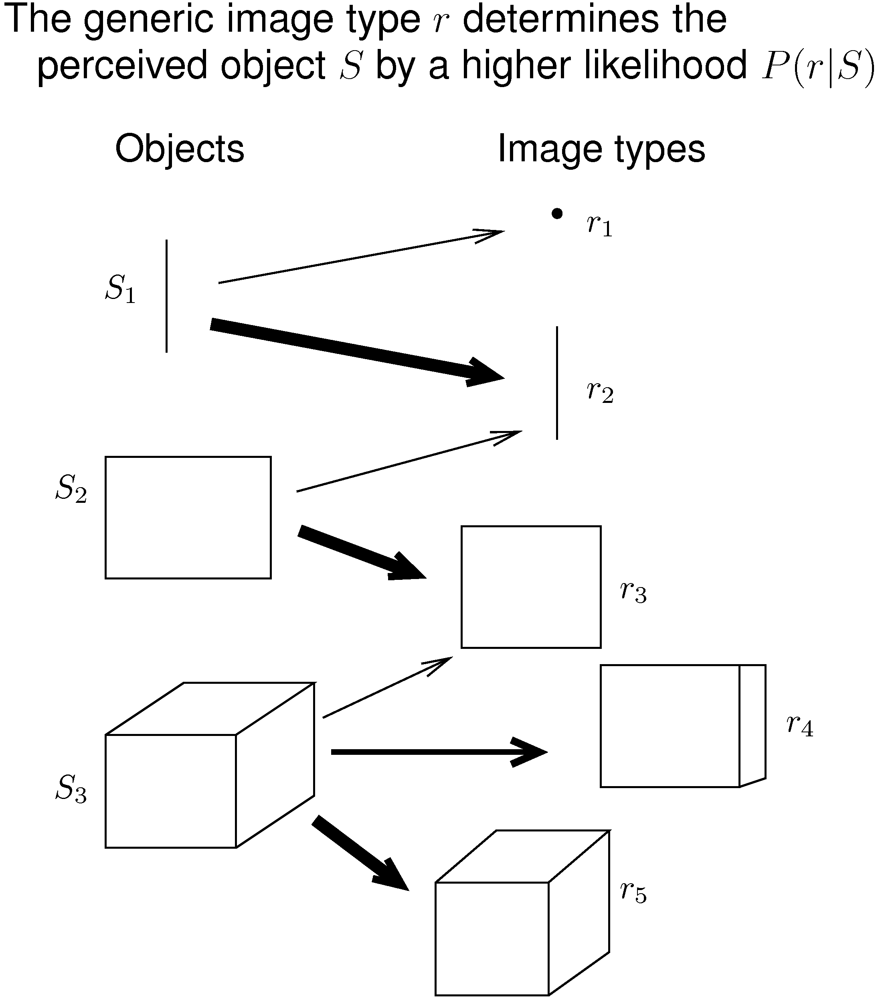 The generic image type r determines the
perceived object S by a higher likelihood P(r|S)
Objects Image types
r₁
S₁
r₂
S₂
r₃
r₄
S₃
r₅